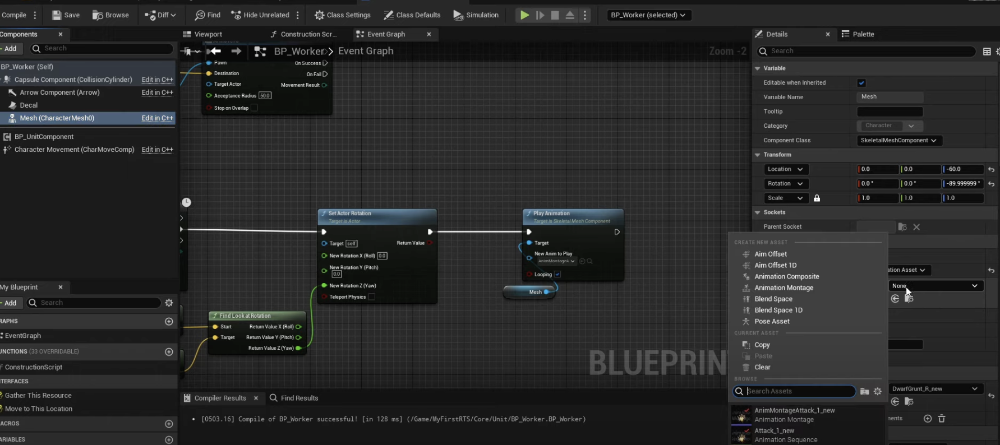 Compile
Save
Browse
Diff
Find
Hide Unrelated
Class Settings
Class Defaults
Simulation
BP_Worker (selected)
Components
Add
Search
BP_Worker (Self)
Capsule Component (CollisionCylinder) Edit in C++
Arrow Component (Arrow) Edit in C++
Decal
Mesh (CharacterMesh0) Edit in C++
BP_UnitComponent
Character Movement (CharMoveComp) Edit in C++
My Blueprint
Add
Search
RAPHS
EventGraph
UNCTIONS (33 OVERRIDABLE)
ConstructionScript
NTERFACES
Gather This Resource
Move to This Location
ACROS
ARIABLES
Viewport
Construction Scr...
Event Graph
BP_Worker > Event Graph
Zoom -2
Pawn On Success
Destination On Fail
Target Actor Movement Result
Acceptance Radius 50.0
Stop on Overlap
Set Actor Rotation
Target is Actor
Target self Return Value
New Rotation X (Roll) 0.0
New Rotation Y (Pitch)
0.0
New Rotation Z (Yaw)
Teleport Physics
Find Look at Rotation
Start Return Value X (Roll)
Target Return Value Y (Pitch)
Return Value Z (Yaw)
Play Animation
Target is Skeletal Mesh Component
Target
New Anim to Play
AnimMontageA
Looping
Mesh
BLUEPRIN
Compiler Results
Find Results
[0503.16] Compile of BP_Worker successful! [in 128 ms] (/Game/MyFirstRTS/Core/Unit/BP_Worker.BP_Worker)
Details
Palette
Search
Variable
Editable when Inherited
Variable Name Mesh
Tooltip
Category Character
Component Class SkeletalMeshComponent
Transform
Location 0.0 0.0 -60.0
Rotation 0.0° 0.0° -89.999999°
Scale 1.0 1.0 1.0
Sockets
Parent Socket
CREATE NEW ASSET
Aim Offset
Aim Offset 1D
Animation Composite
Animation Montage
Blend Space
Blend Space 1D
Pose Asset
CURRENT ASSET
Copy
Paste
Clear
BROWSE
Search Assets
AnimMontageAttack_1_new
Animation Montage
Attack_1_new
Animation Sequence
ation Asset
None
DwarfGrunt_R_new
nents